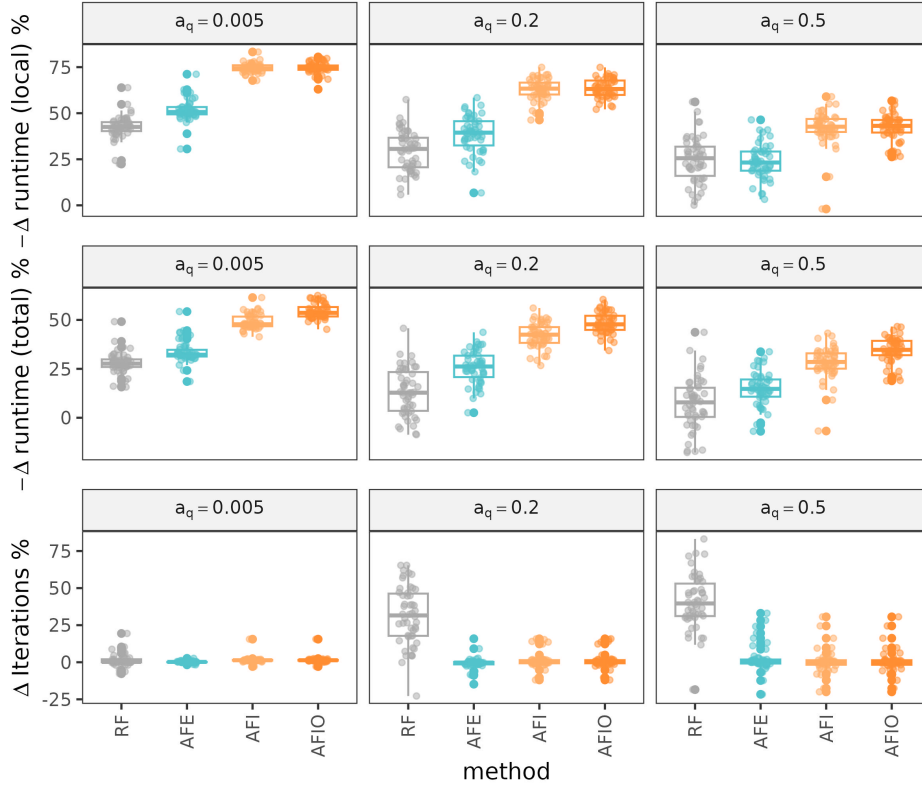 −Δ runtime (local) %
a_q = 0.005
a_q = 0.2
a_q = 0.5
75
50
25
0
−Δ runtime (total) %
a_q = 0.005
a_q = 0.2
a_q = 0.5
50
25
0
Δ Iterations %
a_q = 0.005
a_q = 0.2
a_q = 0.5
75
50
25
0
-25
RF AFE AFI AFIO
RF AFE AFI AFIO
RF AFE AFI AFIO
method